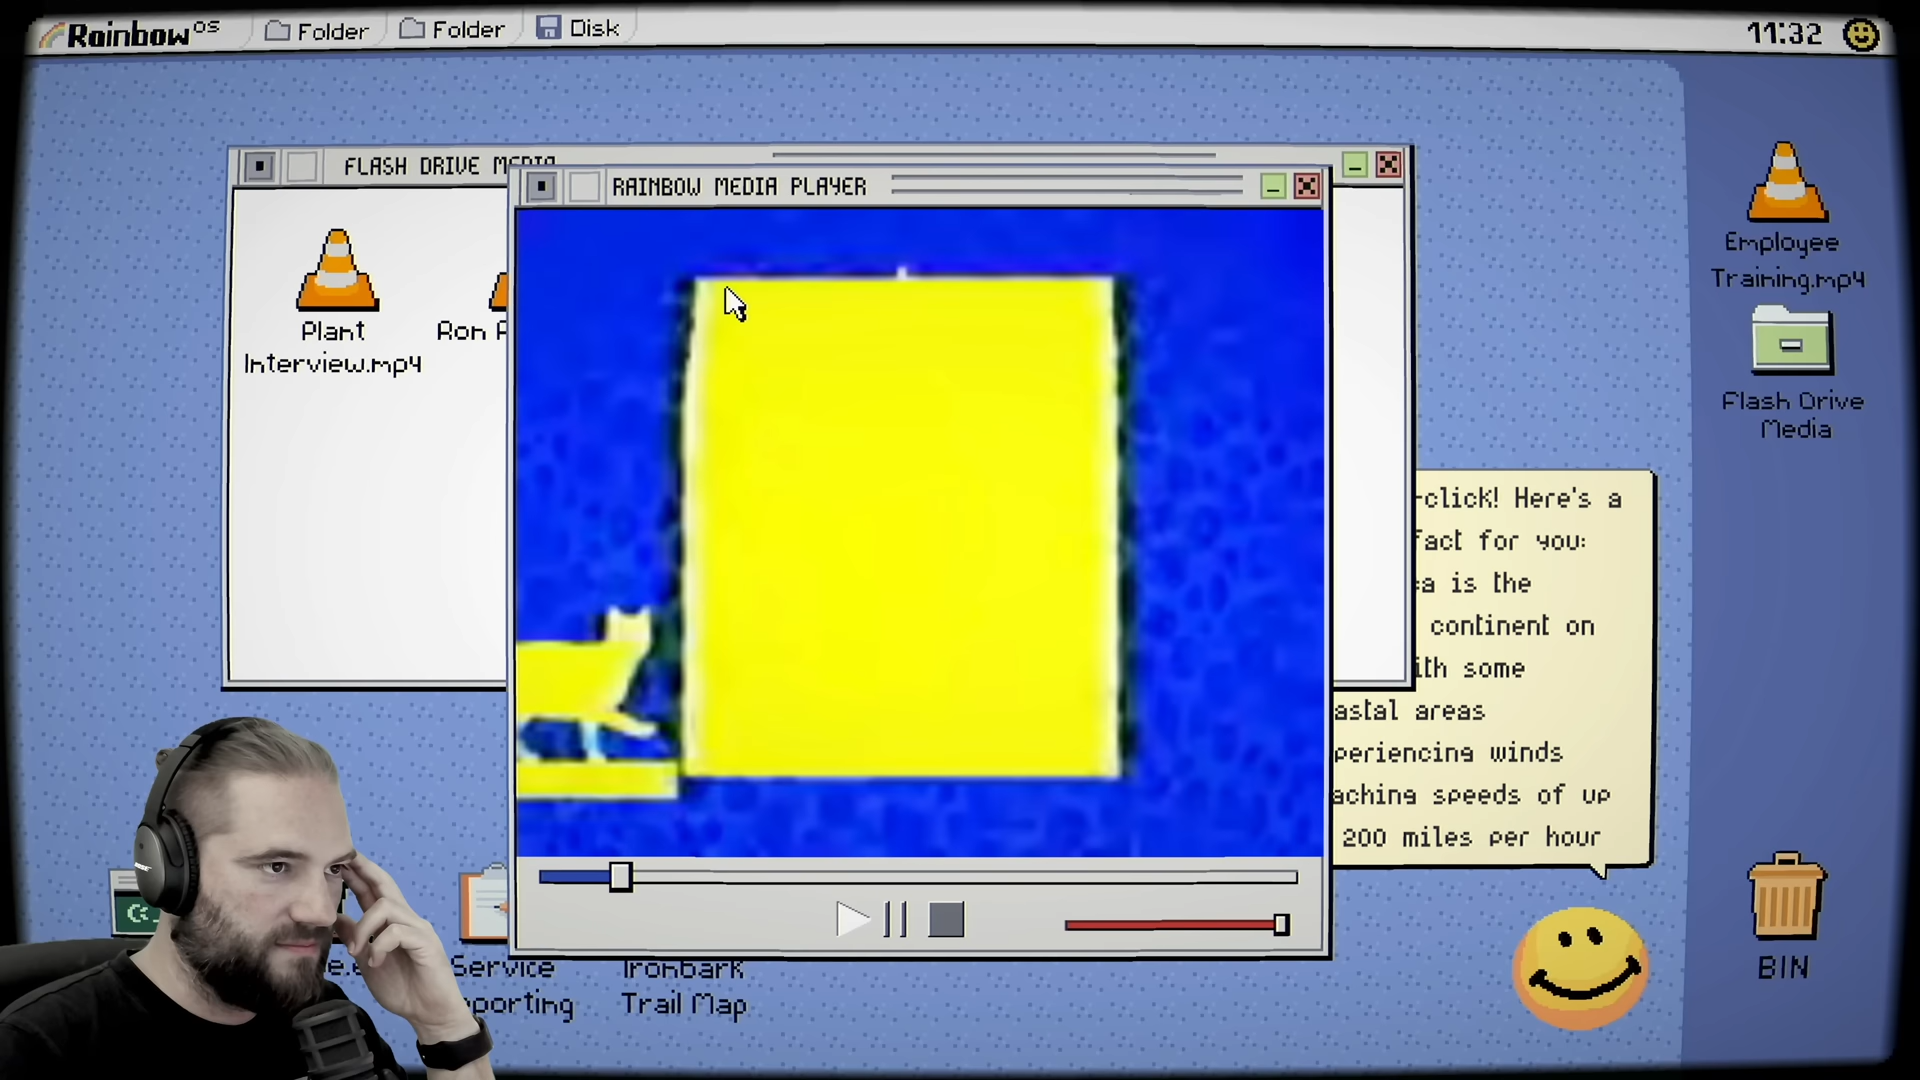 Rainbow OS
Folder
Folder
Disk
11:32
FLASH DRIVE MEDIA
RAINBOW MEDIA PLAYER
Plant
Interview.mp4
Ron
Employee
Training.mp4
Flash Drive
Media
-click! Here's a
fact for you:
is the
continent on
with some
astal areas
periencing winds
aching speeds of up
200 miles per hour
Service
porting
Ironbark
Trail Map
BIN